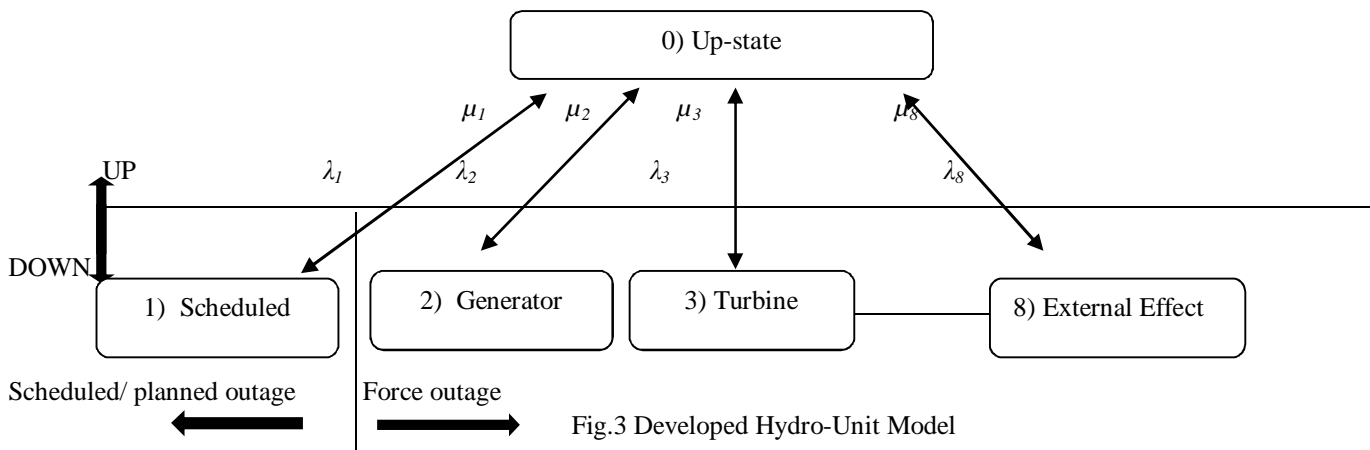 0) Up-state
μ1 μ2 μ3 μ8
UP λ1 λ2 λ3 λ8
DOWN
1) Scheduled 2) Generator 3) Turbine 8) External Effect
Scheduled/ planned outage Force outage
Fig.3 Developed Hydro-Unit Model